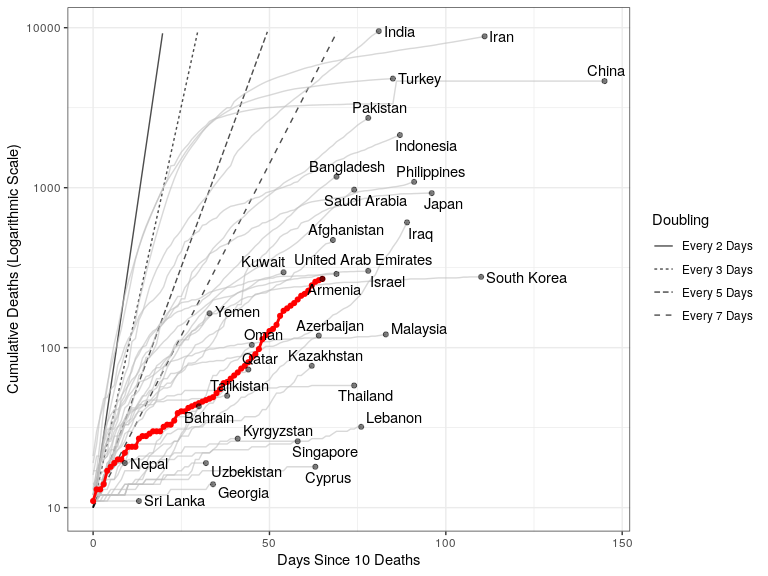 10000
1000
100
10
Cumulative Deaths (Logarithmic Scale)
India
Iran
China
Turkey
Pakistan
Indonesia
Bangladesh
Philippines
Saudi Arabia
Japan
Afghanistan
Iraq
Kuwait
United Arab Emirates
Israel
South Korea
Armenia
Yemen
Azerbaijan
Malaysia
Oman
Qatar
Kazakhstan
Tajikistan
Thailand
Bahrain
Lebanon
Kyrgyzstan
Singapore
Nepal
Uzbekistan
Cyprus
Georgia
Sri Lanka
0
50
100
150
Days Since 10 Deaths
Doubling
Every 2 Days
Every 3 Days
Every 5 Days
Every 7 Days